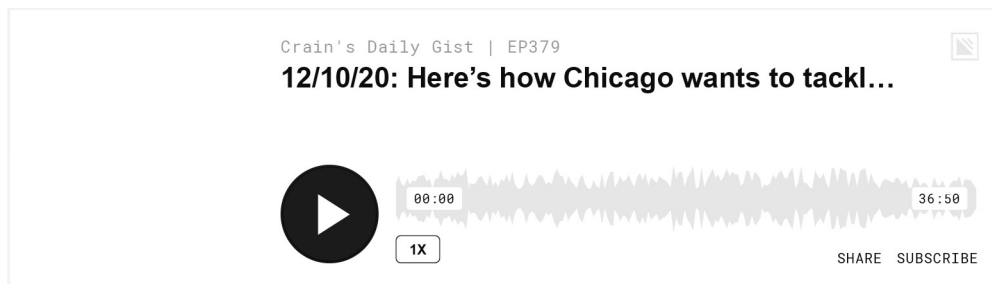 Crain's Daily Gist | EP379
12/10/20: Here’s how Chicago wants to tackl…
00:00
36:50
1X
SHARE SUBSCRIBE